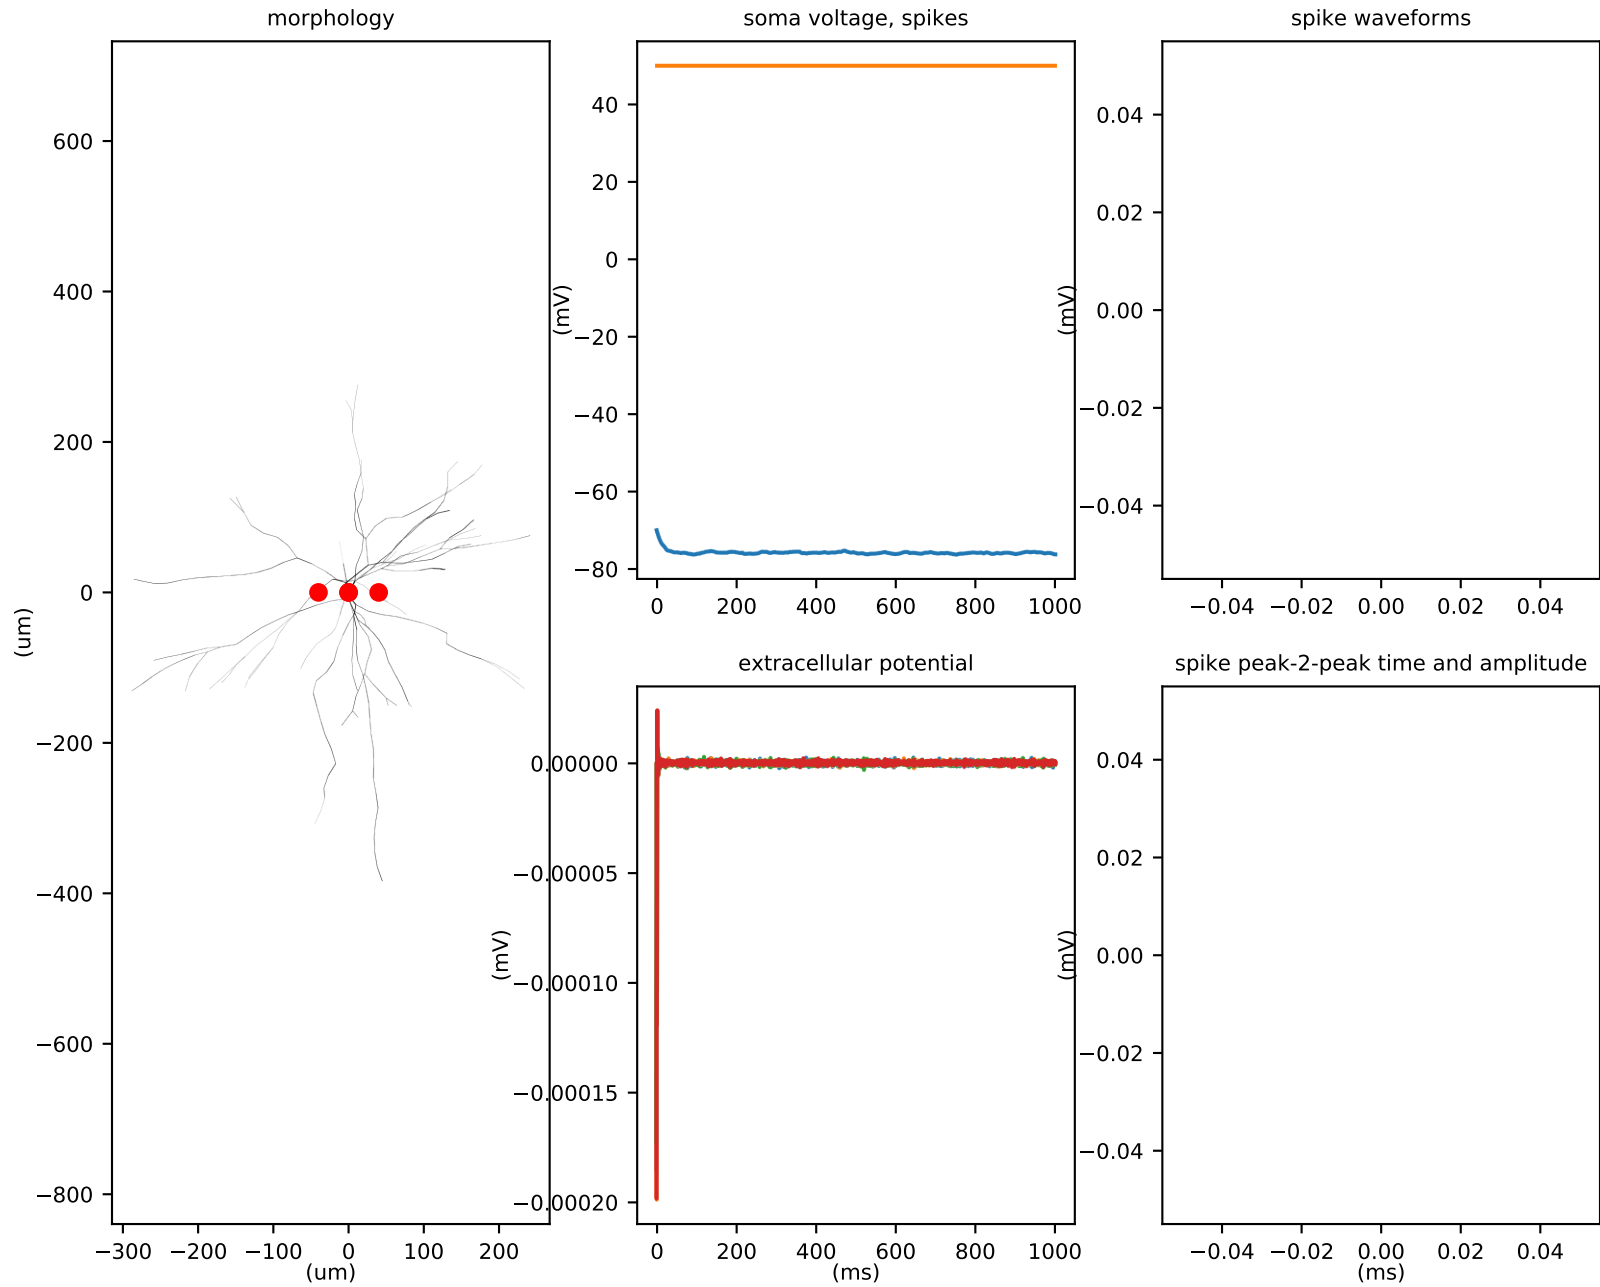 morphology
soma voltage, spikes
spike waveforms
600
400
200
0
−200
−400
−600
−800
(um)
−300 −200 −100 0 100 200
(um)
40
20
0
−20
−40
−60
−80
(mV)
0 200 400 600 800 1000
0.04
0.02
0.00
−0.02
−0.04
(mV)
−0.04 −0.02 0.00 0.02 0.04
extracellular potential
spike peak-2-peak time and amplitude
0.00000
−0.00005
−0.00010
−0.00015
−0.00020
(mV)
0 200 400 600 800 1000
(ms)
0.04
0.02
0.00
−0.02
−0.04
(mV)
−0.04 −0.02 0.00 0.02 0.04
(ms)